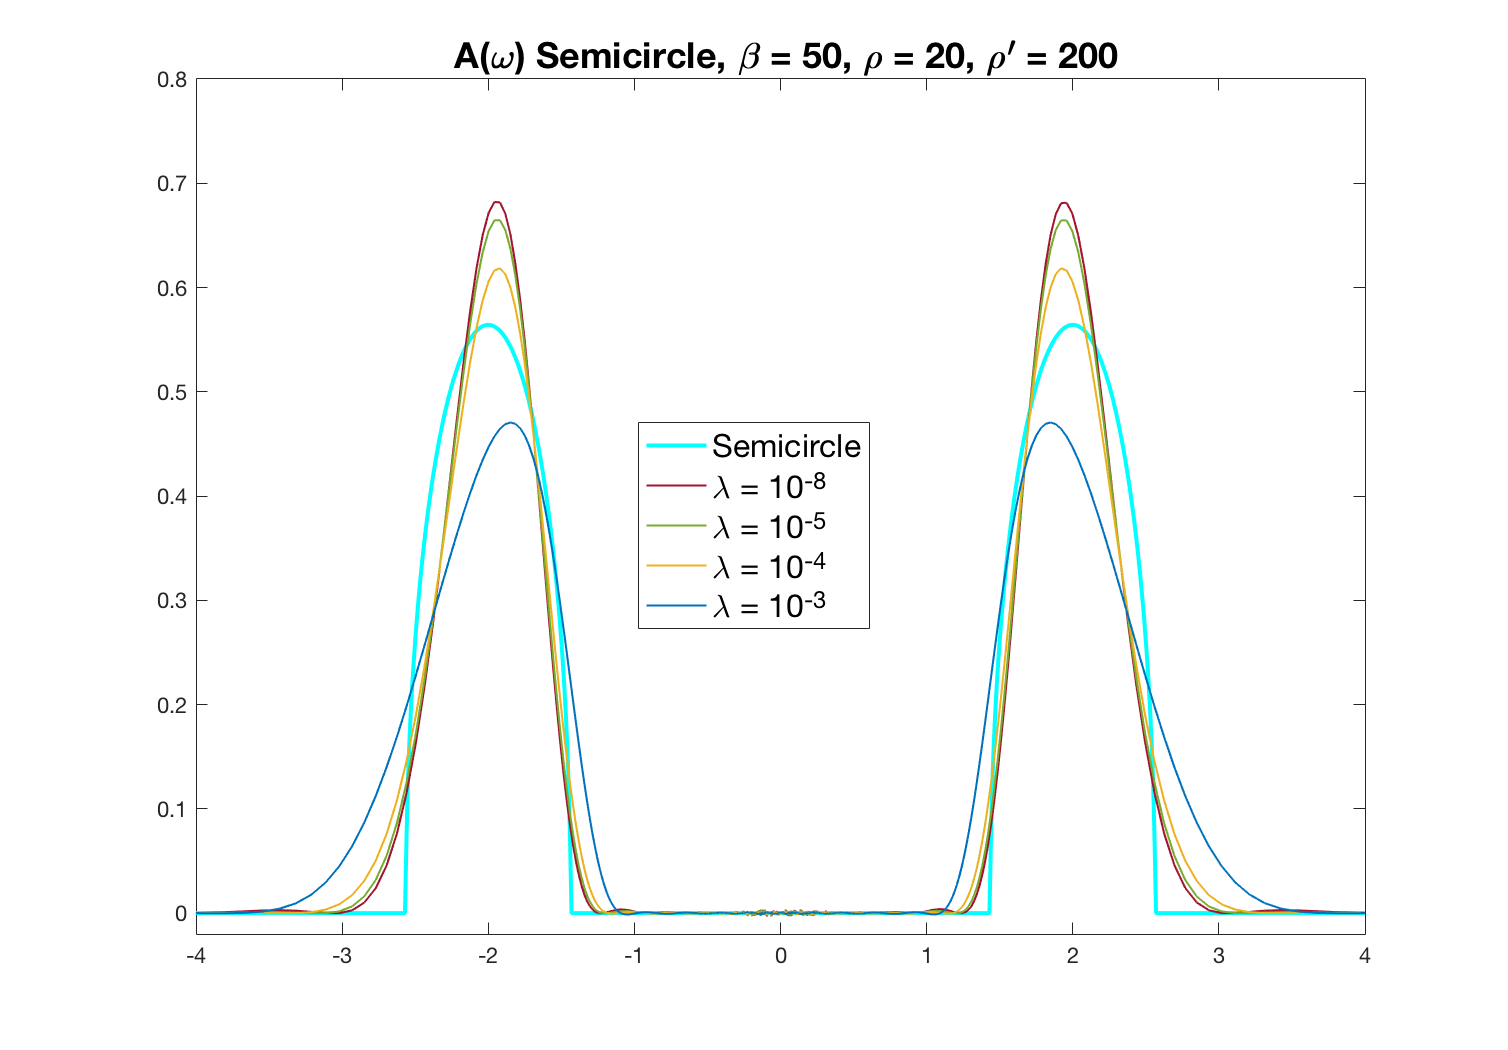 A(ω) Semicircle, β = 50, ρ = 20, ρ′ = 200
0.8
0.7
0.6
0.5
0.4
0.3
0.2
0.1
0
Semicircle
λ = 10⁻⁸
λ = 10⁻⁵
λ = 10⁻⁴
λ = 10⁻³
-4 -3 -2 -1 0 1 2 3 4